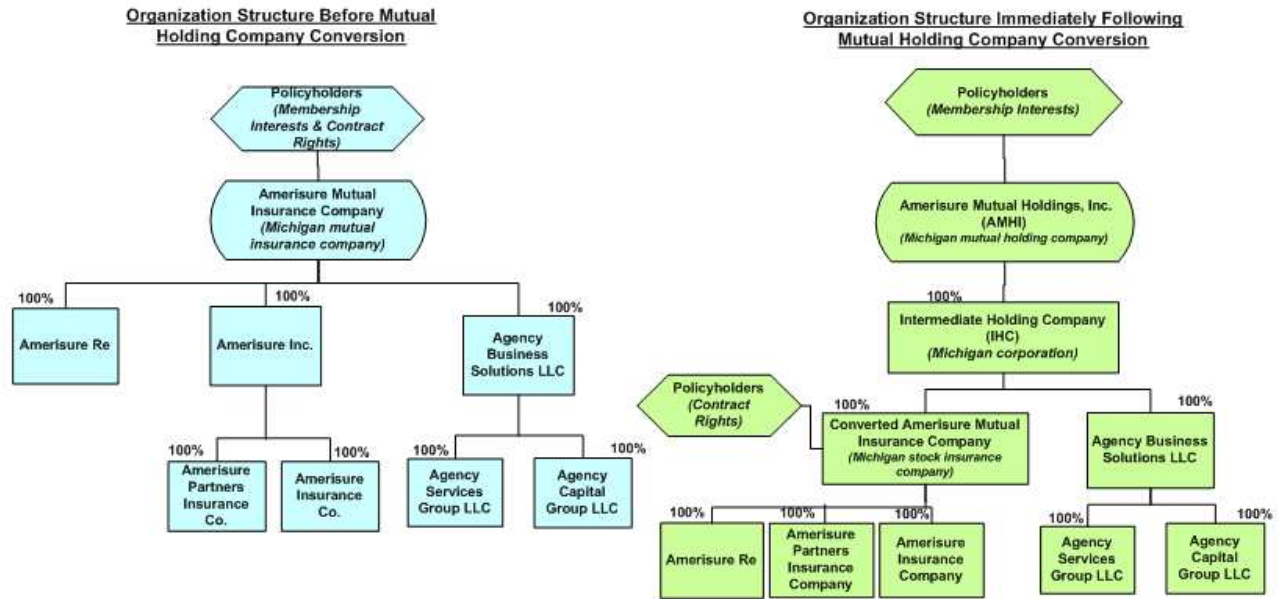 Organization Structure Before Mutual
Holding Company Conversion
Policyholders
(Membership
Interests & Contract
Rights)
Amerisure Mutual
Insurance Company
(Michigan mutual
insurance company)
100%
100%
100%
Amerisure Re
Amerisure Inc.
Agency
Business
Solutions LLC
100%
100%
100%
100%
Amerisure
Partners
Insurance
Co.
Amerisure
Insurance
Co.
Agency
Services
Group LLC
Agency
Capital
Group LLC
Organization Structure Immediately Following
Mutual Holding Company Conversion
Policyholders
(Membership Interests)
Amerisure Mutual Holdings, Inc.
(AMHI)
(Michigan mutual holding company)
100%
Intermediate Holding Company
(IHC)
(Michigan corporation)
Policyholders
(Contract
Rights)
100%
100%
Converted Amerisure Mutual
Insurance Company
(Michigan stock insurance
company)
Agency Business
Solutions LLC
100%
100%
100%
100%
100%
Amerisure Re
Amerisure
Partners
Insurance
Company
Amerisure
Insurance
Company
Agency
Services
Group LLC
Agency
Capital
Group LLC